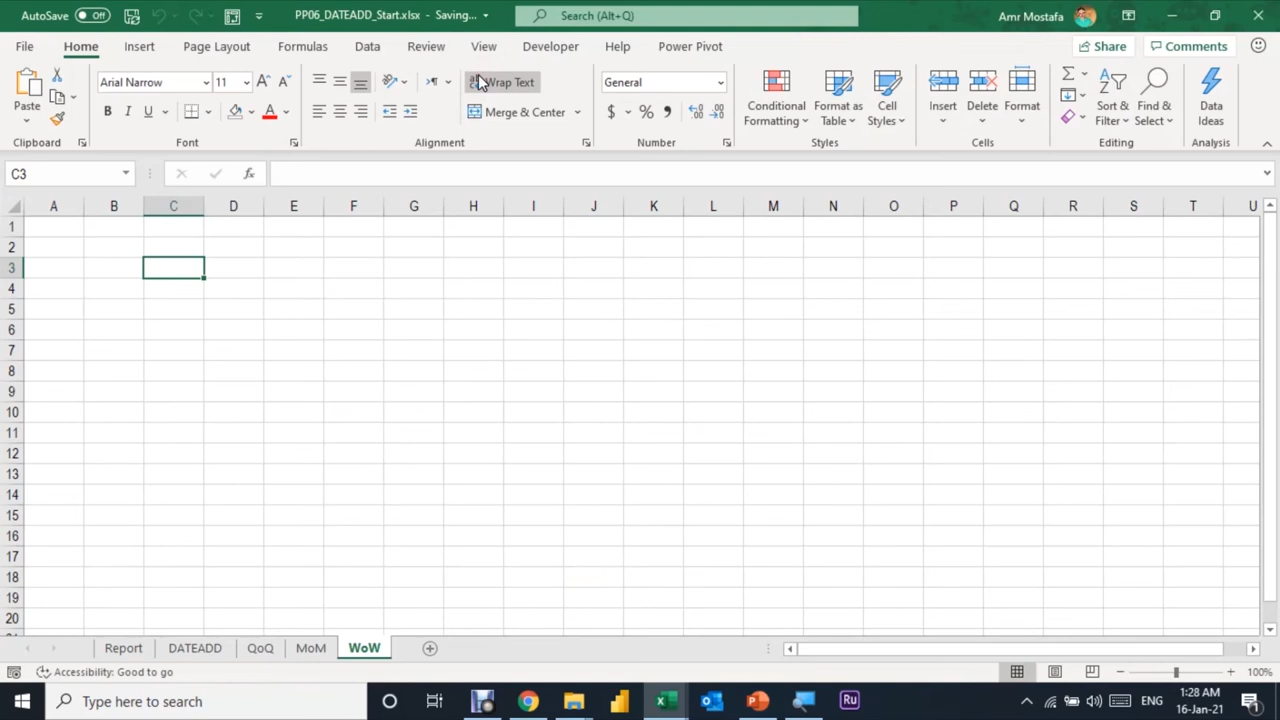 AutoSave Off PP06_DATEADD_Start.xlsx - Saving... Search (Alt+Q) Amr Mostafa
File Home Insert Page Layout Formulas Data Review View Developer Help Power Pivot Share Comments
Arial Narrow 11 Wrap Text General
Paste B I U A Merge & Center $ % Conditional Formatting Format as Table Cell Styles Insert Delete Format Sort & Filter Find & Select Data Ideas
Clipboard Font Alignment Number Styles Cells Editing Analysis
C3 fx
A B C D E F G H I J K L M N O P Q R S T U
1
2
3
4
5
6
7
8
9
10
11
12
13
14
15
16
17
18
19
20
Report DATEADD QoQ MoM WoW
Accessibility: Good to go 100%
Type here to search Ru ENG 1:28 AM
16-Jan-21